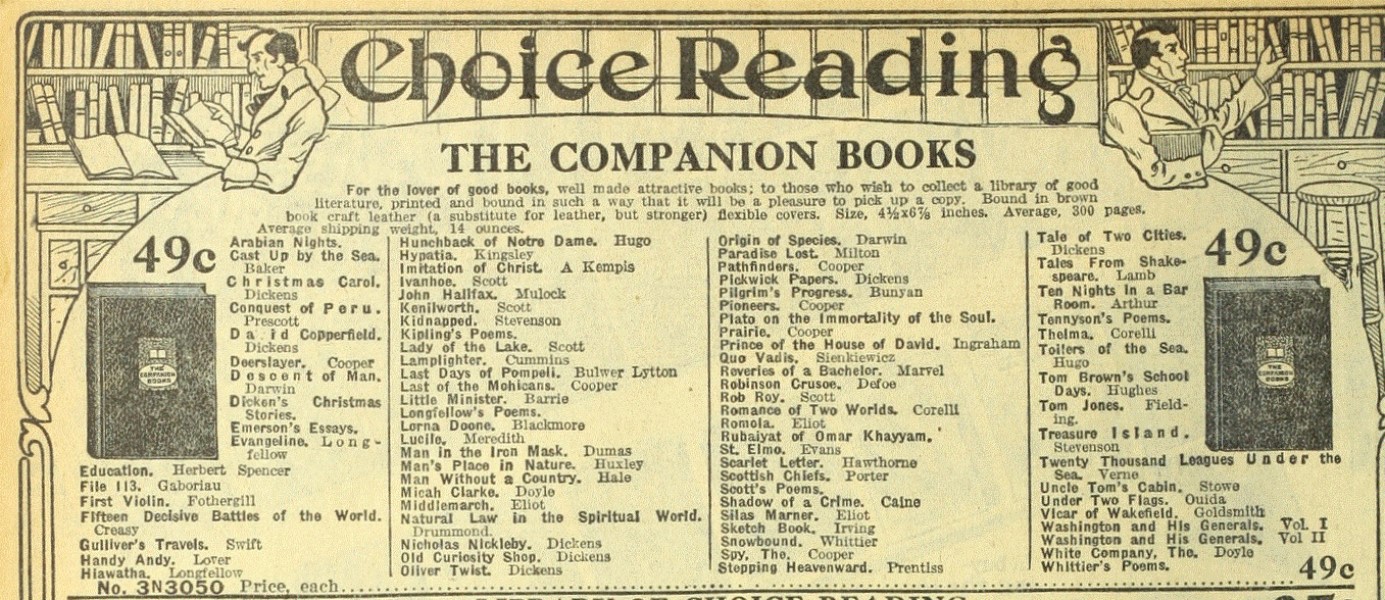 Choice Reading
THE COMPANION BOOKS
For the lover of good books, well made attractive books; to those who wish to collect a library of good
literature, printed and bound in such a way that it will be a pleasure to pick up a copy. Bound in brown
book craft leather (a substitute for leather, but stronger) flexible covers. Size, 4½x6⅞ inches. Average, 300 pages.
Average shipping weight, 14 ounces.
49c
THE
COMPANION
BOOKS
Arabian Nights.
Cast Up by the Sea.
Baker
Christmas Carol.
Dickens
Conquest of Peru.
Prescott
Da id Copperfield.
Dickens
Deerslayer. Cooper
Descent of Man.
Darwin
Dicken's Christmas
Stories.
Emerson's Essays.
Evangeline. Long-
fellow
Education. Herbert Spencer
File 113. Gaboriau
First Violin. Fothergill
Fifteen Decisive Battles of the World.
Creasy
Gulliver's Travels. Swift
Handy Andy. Lover
Hiawatha. Longfellow
Hunchback of Notre Dame. Hugo
Hypatia. Kingsley
Imitation of Christ. A Kempis
Ivanhoe. Scott
John Halifax. Mulock
Kenilworth. Scott
Kidnapped. Stevenson
Kipling's Poems.
Lady of the Lake. Scott
Lamplighter. Cummins
Last Days of Pompeii. Bulwer Lytton
Last of the Mohicans. Cooper
Little Minister. Barrie
Longfellow's Poems.
Lorna Doone. Blackmore
Lucile. Meredith
Man in the Iron Mask. Dumas
Man's Place in Nature. Huxley
Man Without a Country. Hale
Micah Clarke. Doyle
Middlemarch. Eliot
Natural Law in the Spiritual World.
Drummond.
Nicholas Nickleby. Dickens
Old Curiosity Shop. Dickens
Oliver Twist. Dickens
Origin of Species. Darwin
Paradise Lost. Milton
Pathfinders. Cooper
Pickwick Papers. Dickens
Pilgrim's Progress. Bunyan
Pioneers. Cooper
Plato on the Immortality of the Soul.
Prairie. Cooper
Prince of the House of David. Ingraham
Quo Vadis. Sienkiewicz
Reveries of a Bachelor. Marvel
Robinson Crusoe. Defoe
Rob Roy. Scott
Romance of Two Worlds. Corelli
Romola. Eliot
Rubaiyat of Omar Khayyam.
St. Elmo. Evans
Scarlet Letter. Hawthorne
Scottish Chiefs. Porter
Scott's Poems.
Shadow of a Crime. Caine
Silas Marner. Eliot
Sketch Book. Irving
Snowbound. Whittier
Spy, The. Cooper
Stepping Heavenward. Prentiss
Tale of Two Cities.
Dickens
Tales From Shake-
speare. Lamb
Ten Nights in a Bar
Room. Arthur
Tennyson's Poems.
Thelma. Corelli
Toilers of the Sea.
Hugo
Tom Brown's School
Days. Hughes
Tom Jones. Field-
ing.
Treasure Island.
Stevenson
Twenty Thousand Leagues Under the
Sea. Verne
Uncle Tom's Cabin. Stowe
Under Two Flags. Ouida
Vicar of Wakefield. Goldsmith
Washington and His Generals. Vol. I
Washington and His Generals. Vol II
White Company, The. Doyle
Whittier's Poems.
49c
THE
COMPANION
BOOKS
No. 3N3050 Price, each........49c
LIBRARY OF CHOICE READING